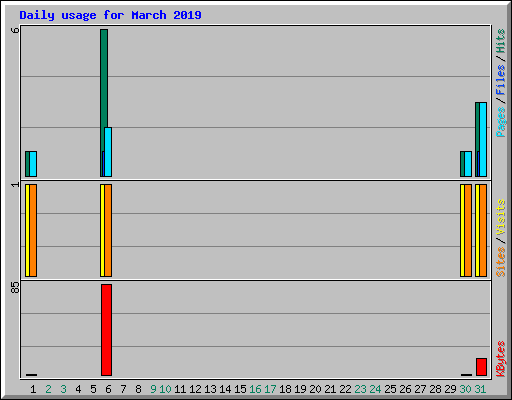 Daily usage for March 2019
6
Pages/Files/Hits
1
Sites/Visits
85
KBytes
1 2 3 4 5 6 7 8 9 10 11 12 13 14 15 16 17 18 19 20 21 22 23 24 25 26 27 28 29 30 31